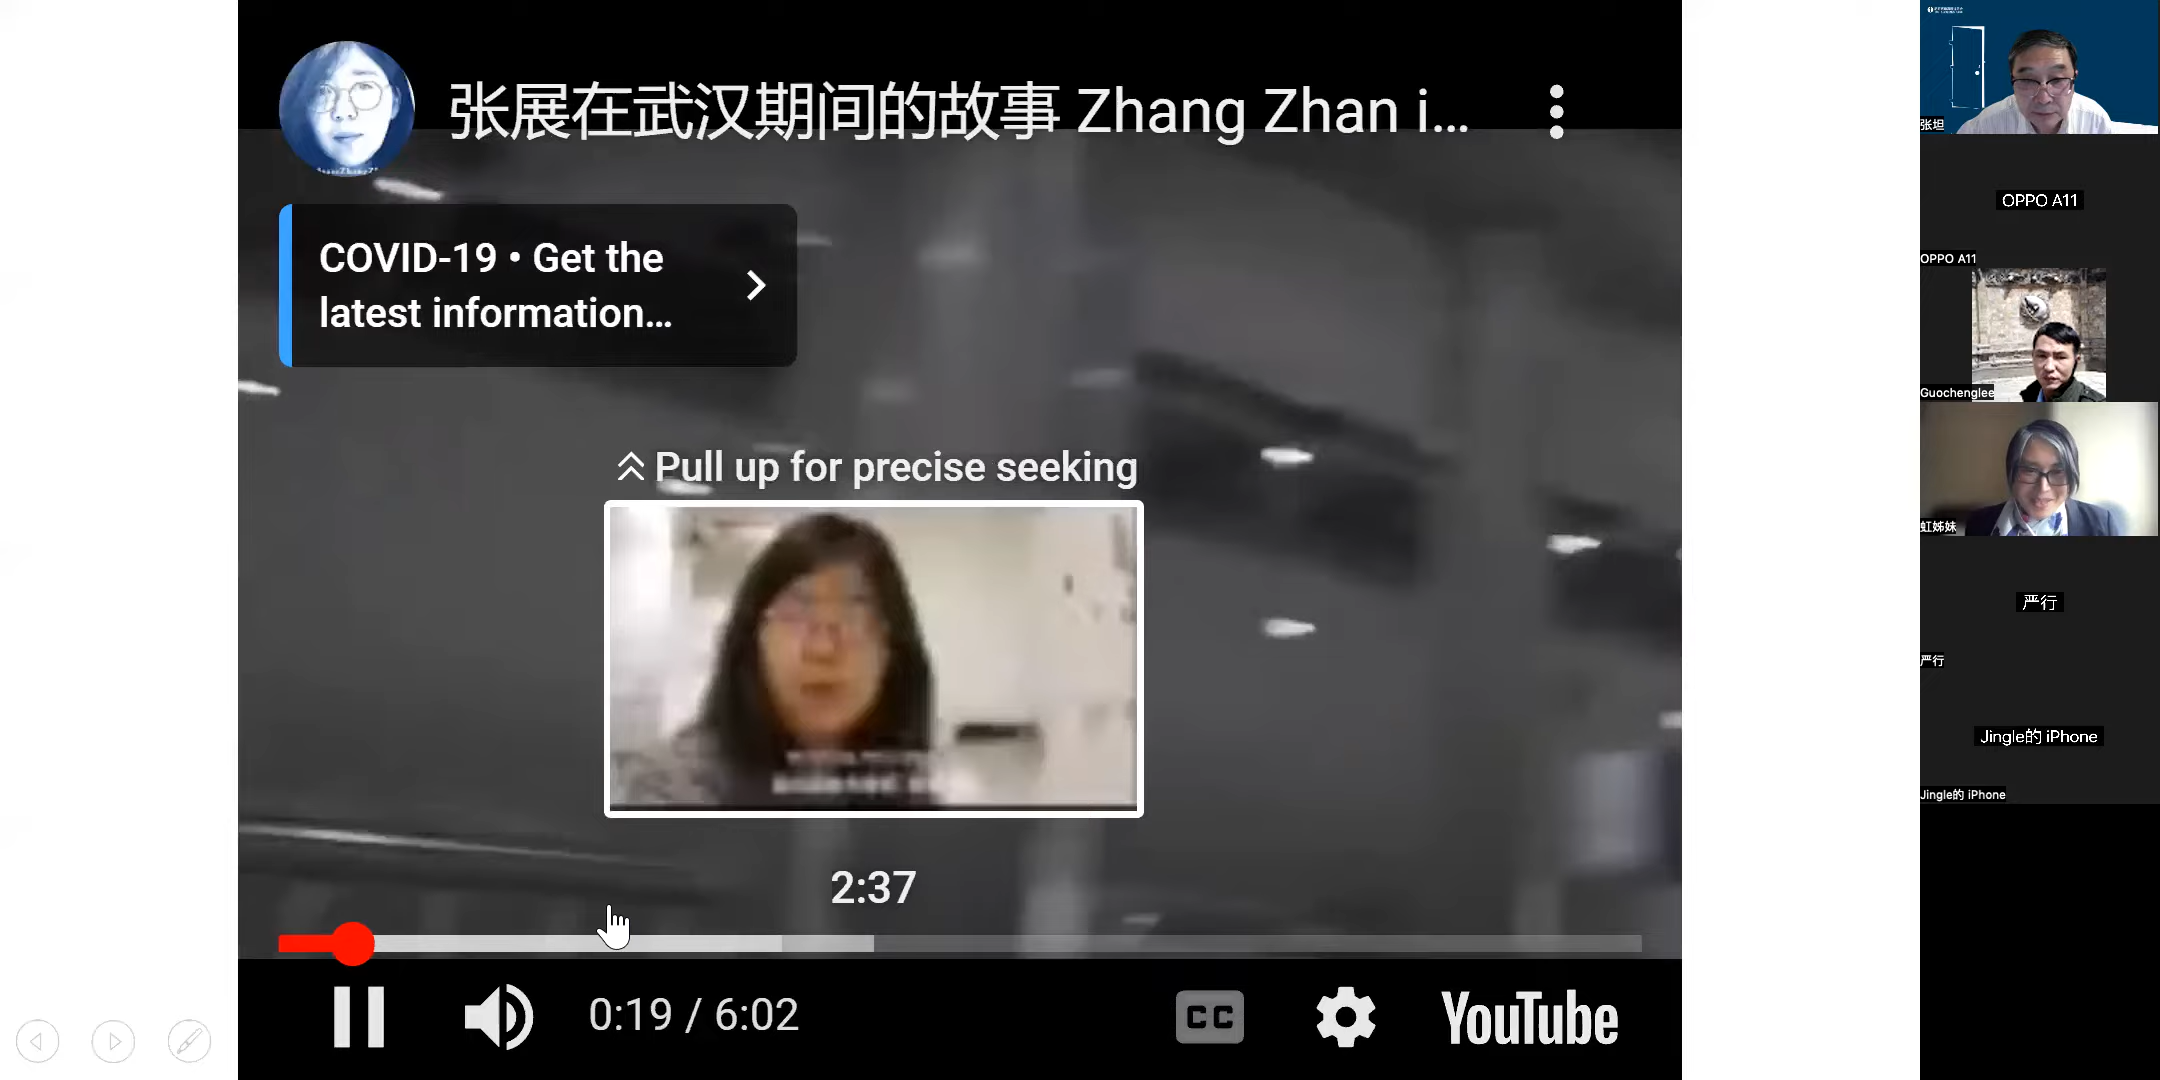 张展在武汉期间的故事 Zhang Zhan i...
COVID-19 • Get the
latest information...
Pull up for precise seeking
2:37
0:19 / 6:02
CC
YouTube
张坦
OPPO A11
OPPO A11
Guochenglee
虹姊妹
严行
严行
Jingle的 iPhone
Jingle的 iPhone